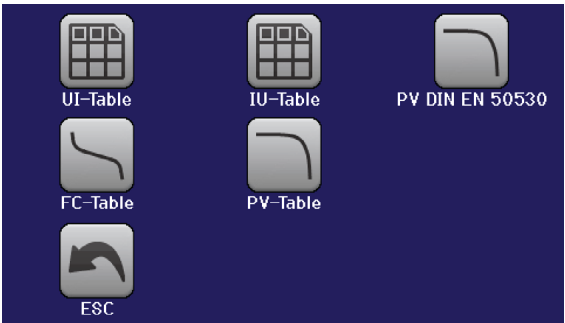 UI-Table
IU-Table
PV DIN EN 50530
FC-Table
PV-Table
ESC